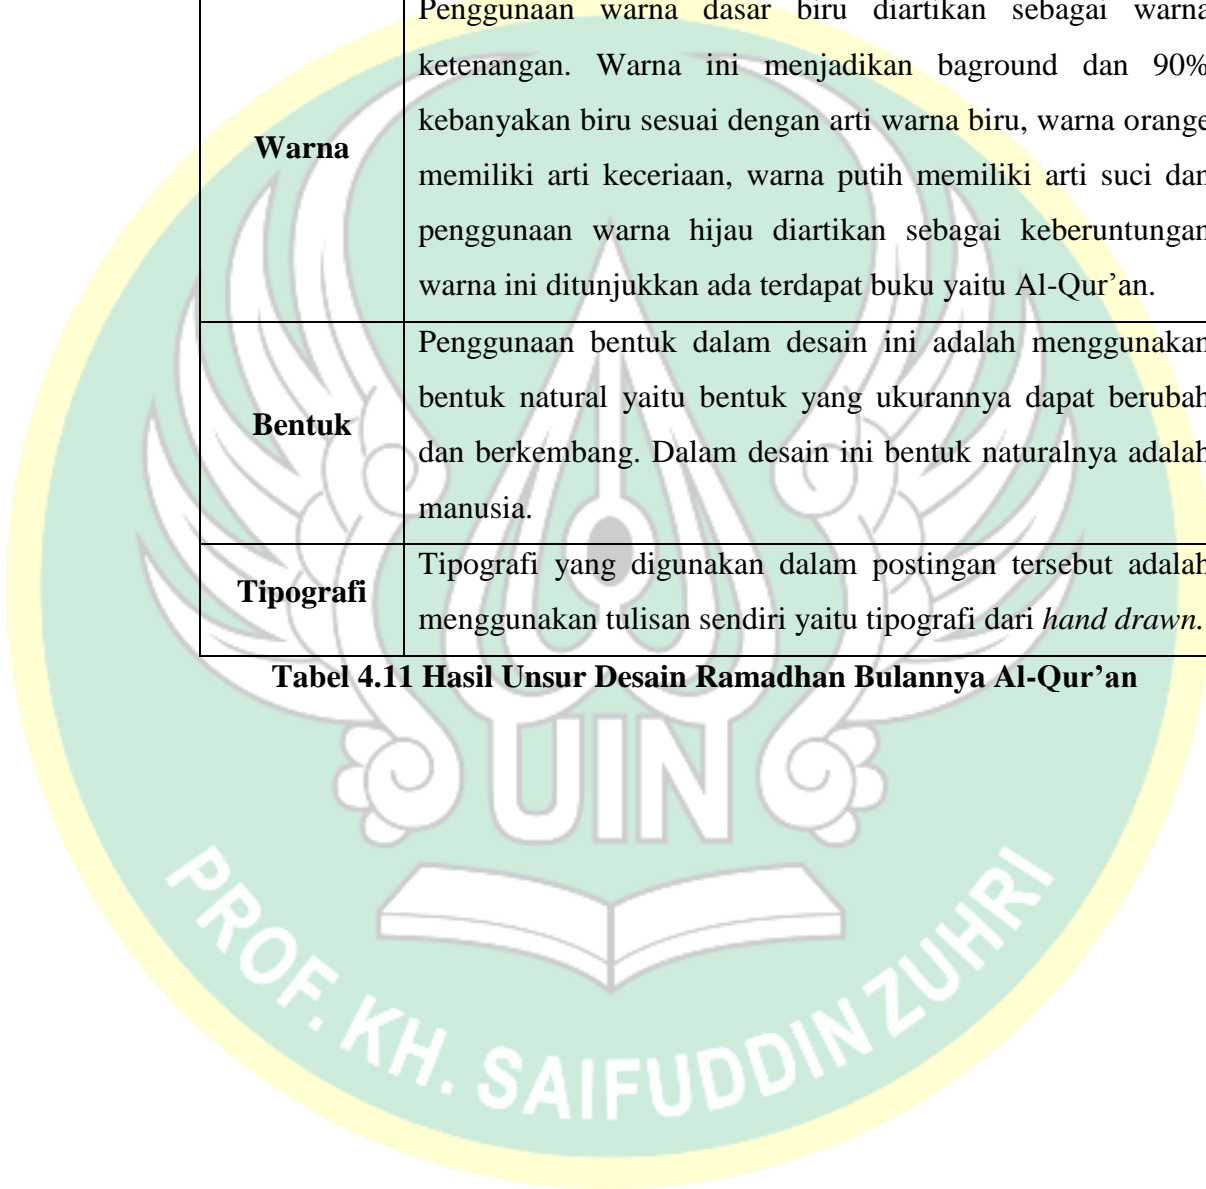 Penggunaan warna dasar biru diartikan sebagai warna
ketenangan. Warna ini menjadikan baground dan 90%
kebanyakan biru sesuai dengan arti warna biru, warna orange
Warna
memiliki arti keceriaan, warna putih memiliki arti suci dan
penggunaan warna hijau diartikan sebagai keberuntungan
warna ini ditunjukkan ada terdapat buku yaitu Al-Qur’an.
Penggunaan bentuk dalam desain ini adalah menggunakan
bentuk natural yaitu bentuk yang ukurannya dapat berubah
Bentuk
dan berkembang. Dalam desain ini bentuk naturalnya adalah
manusia.
Tipografi yang digunakan dalam postingan tersebut adalah
Tipografi
menggunakan tulisan sendiri yaitu tipografi dari hand drawn.
Tabel 4.11 Hasil Unsur Desain Ramadhan Bulannya Al-Qur’an
UIN
PROF. KH. SAIFUDDIN ZUHRI